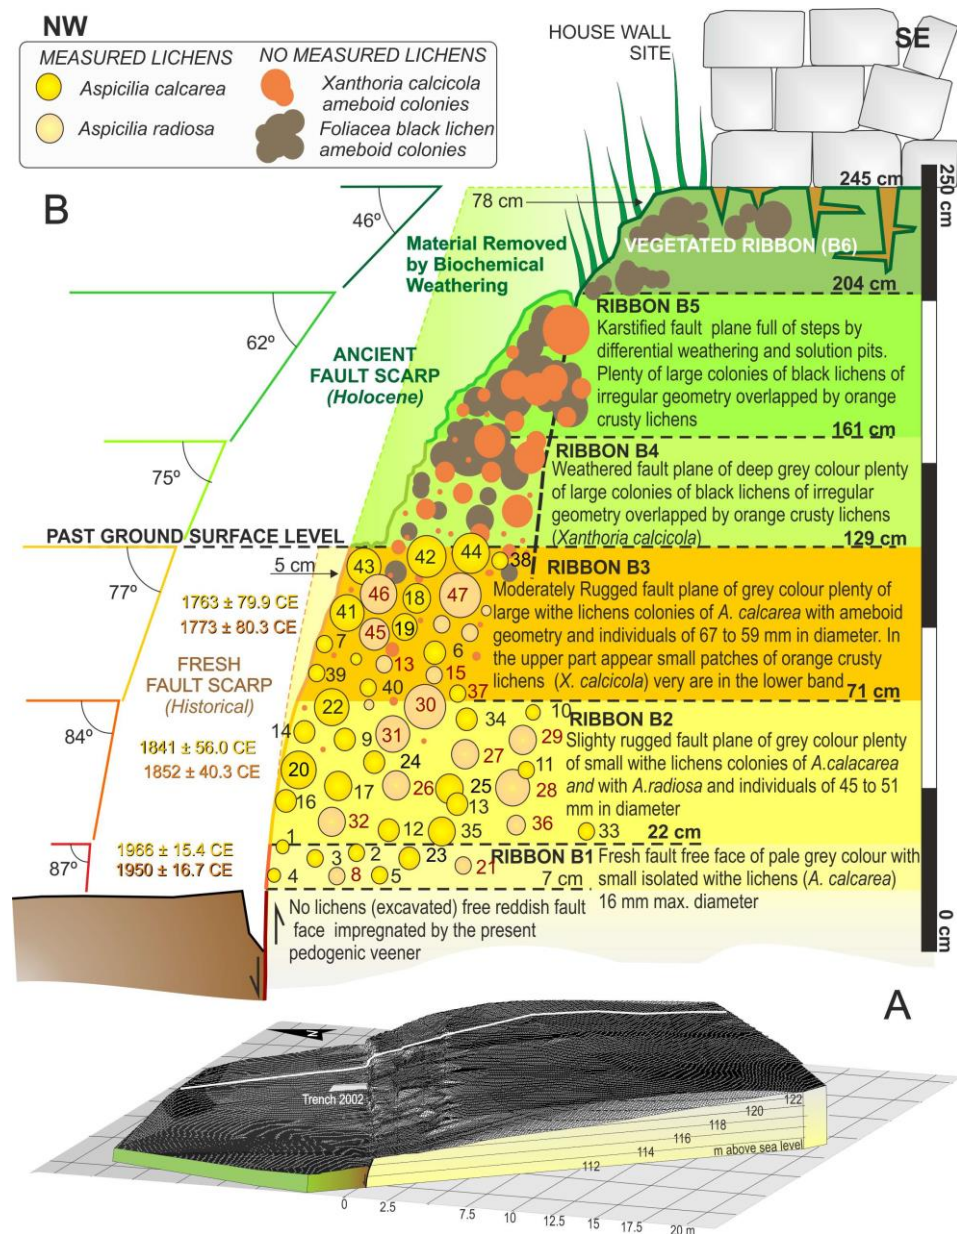 NW
MEASURED LICHENS
Aspicilia calcarea
Aspicilia radiosa
NO MEASURED LICHENS
Xanthoria calcicola
ameboid colonies
Foliacea black lichen
ameboid colonies
HOUSE WALL
SITE
SE
B
46º
78 cm
245 cm
250 cm
Material Removed
by Biochemical
Weathering
VEGETATED RIBBON (B6)
204 cm
62º
ANCIENT
FAULT SCARP
(Holocene)
RIBBON B5
Karstified fault plane full of steps by
differential weathering and solution pits.
Plenty of large colonies of black lichens of
irregular geometry overlapped by orange
crusty lichens
161 cm
75º
RIBBON B4
Weathered fault plane of deep grey colour plenty
of large colonies of black lichens of irregular
geometry overlapped by orange crusty lichens
(Xanthoria calcicola)
129 cm
PAST GROUND SURFACE LEVEL
5 cm
77º
1763 ± 79.9 CE
1773 ± 80.3 CE
FRESH
FAULT SCARP
(Historical)
43
42
44
38
46
18
47
41
45
19
7
6
13
15
39
40
37
RIBBON B3
Moderately Rugged fault plane of grey colour plenty of
large withe lichens colonies of A. calcarea with ameboid
geometry and individuals of 67 to 59 mm in diameter. In
the upper part appear small patches of orange crusty
lichens (X. calcicola) very are in the lower band
71 cm
84º
1841 ± 56.0 CE
1852 ± 40.3 CE
22
30
34
10
14
9
31
29
24
27
11
20
17
26
25
28
16
13
32
12
35
36
33
RIBBON B2
Slighty rugged fault plane of grey colour plenty
of small withe lichens colonies of A.calacarea
and with A.radiosa and individuals of 45 to 51
mm in diameter
22 cm
87º
1966 ± 15.4 CE
1950 ± 16.7 CE
1
3
2
23
21
4
8
5
RIBBON B1
7 cm
Fresh fault free face of pale grey colour with
small isolated withe lichens (A. calcarea)
16 mm max. diameter
0 cm
No lichens (excavated) free reddish fault
face impregnated by the present
pedogenic veener
A
N
Trench 2002
122
120
118
116
114
112
m above sea level
0
2.5
7.5
10
12.5
15
17.5
20 m